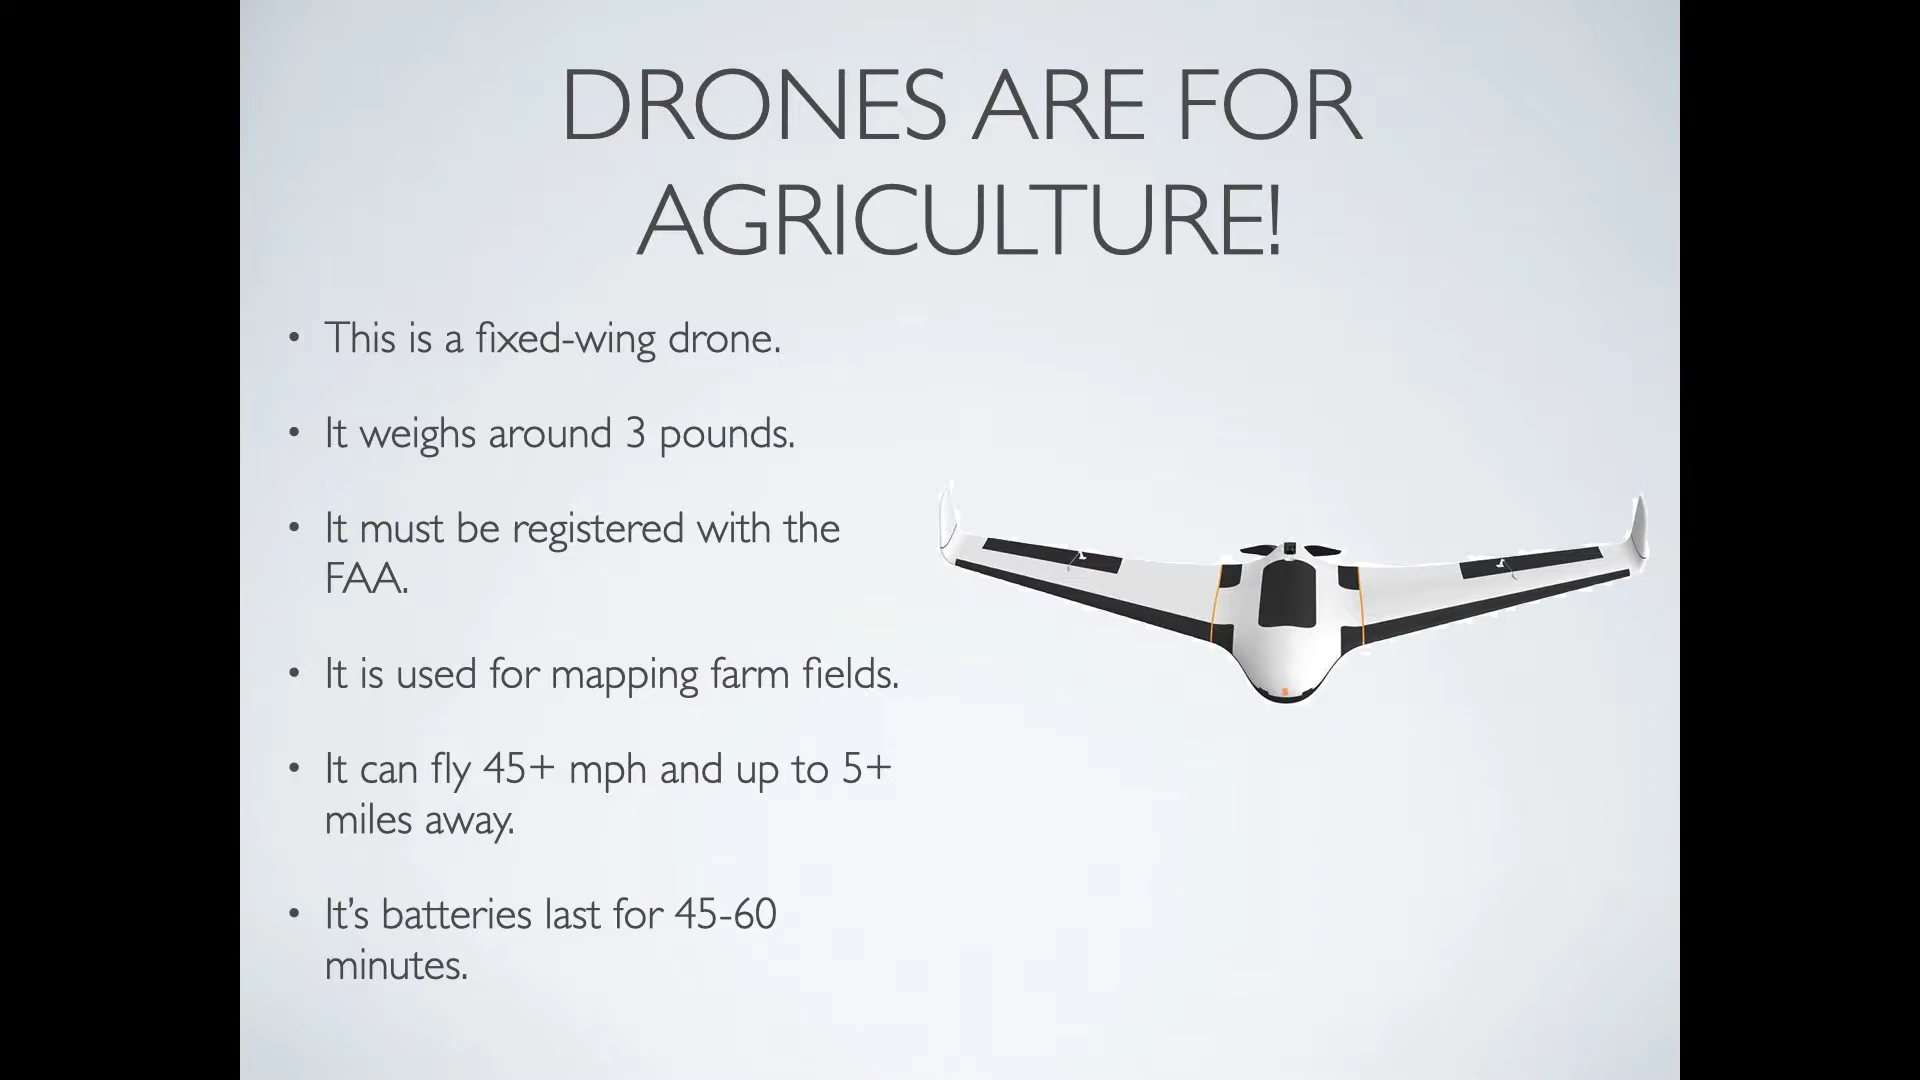 DRONES ARE FOR
AGRICULTURE!
• This is a fixed-wing drone.
• It weighs around 3 pounds.
• It must be registered with the
FAA.
• It is used for mapping farm fields.
• It can fly 45+ mph and up to 5+
miles away.
• It’s batteries last for 45-60
minutes.